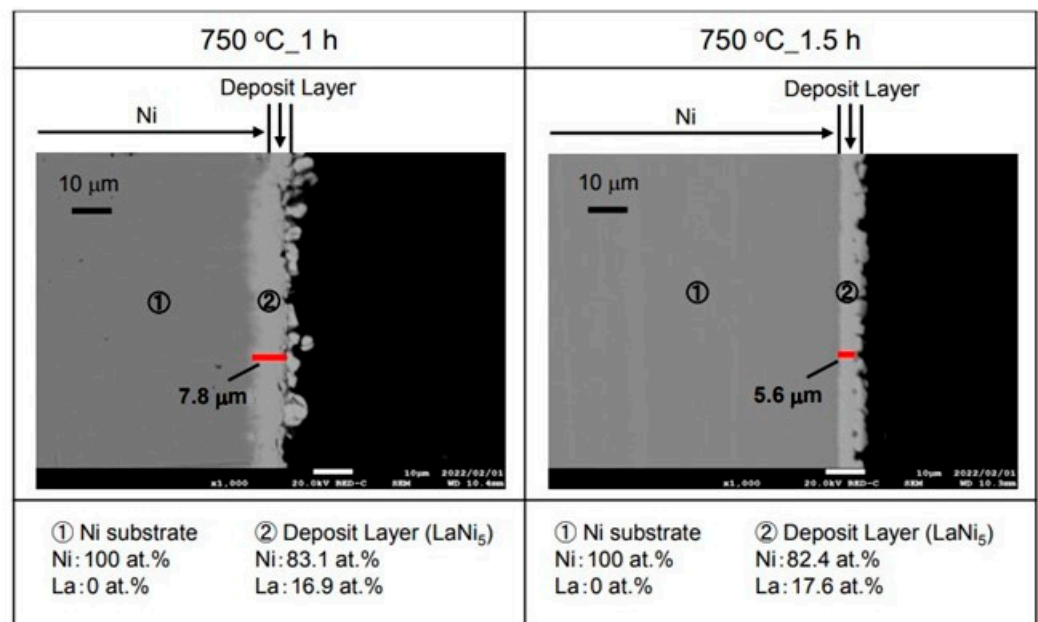 750 °C_1 h
750 °C_1.5 h
Deposit Layer
Ni
10 μm
①
②
7.8 μm
10μm 2022/02/01
x1,000 20.0kV BED-C SEM WD 10.4mm
Deposit Layer
Ni
10 μm
①
②
5.6 μm
10μm 2022/02/01
x1,000 20.0kV BED-C SEM WD 10.3mm
① Ni substrate
Ni:100 at.%
La:0 at.%
② Deposit Layer (LaNi₅)
Ni:83.1 at.%
La:16.9 at.%
① Ni substrate
Ni:100 at.%
La:0 at.%
② Deposit Layer (LaNi₅)
Ni:82.4 at.%
La:17.6 at.%